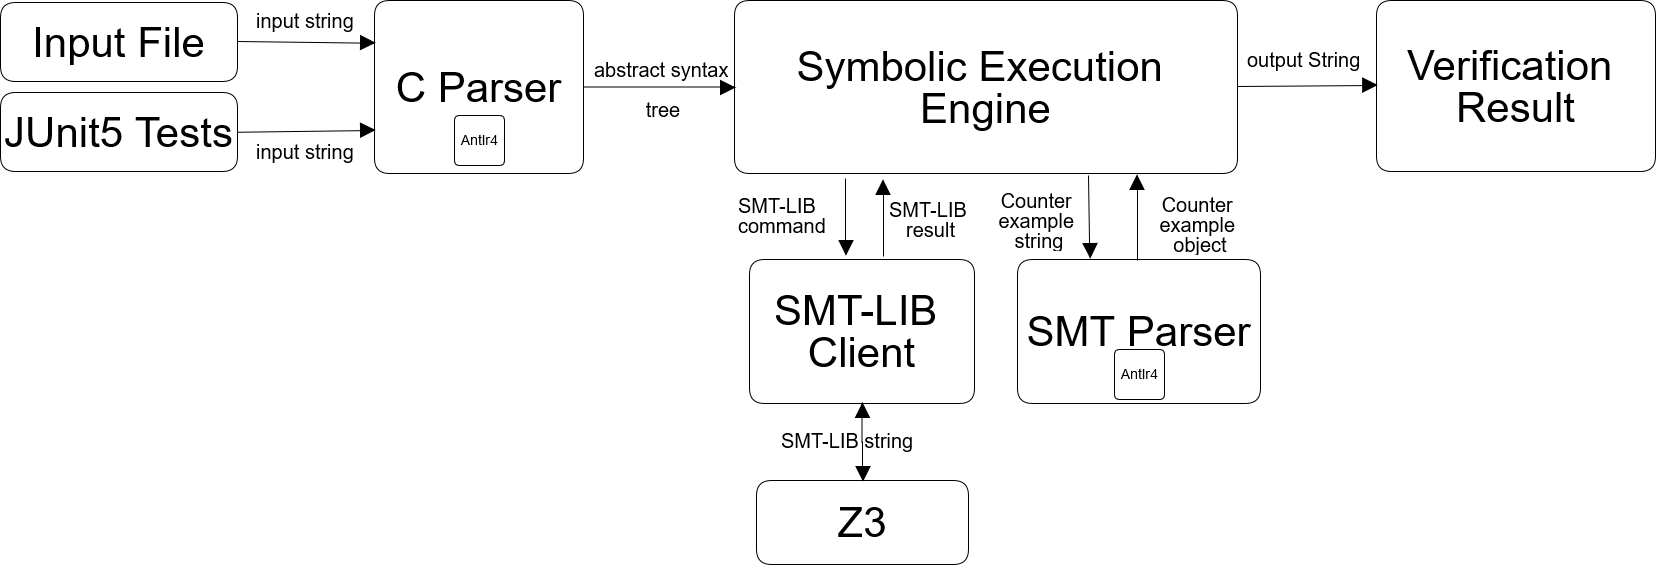 Input File
input string
JUnit5 Tests
input string
C Parser
Antlr4
abstract syntax
tree
Symbolic Execution
Engine
output String
Verification
Result
SMT-LIB
command
SMT-LIB
result
Counter
example
string
Counter
example
object
SMT-LIB
Client
SMT Parser
Antlr4
SMT-LIB string
Z3